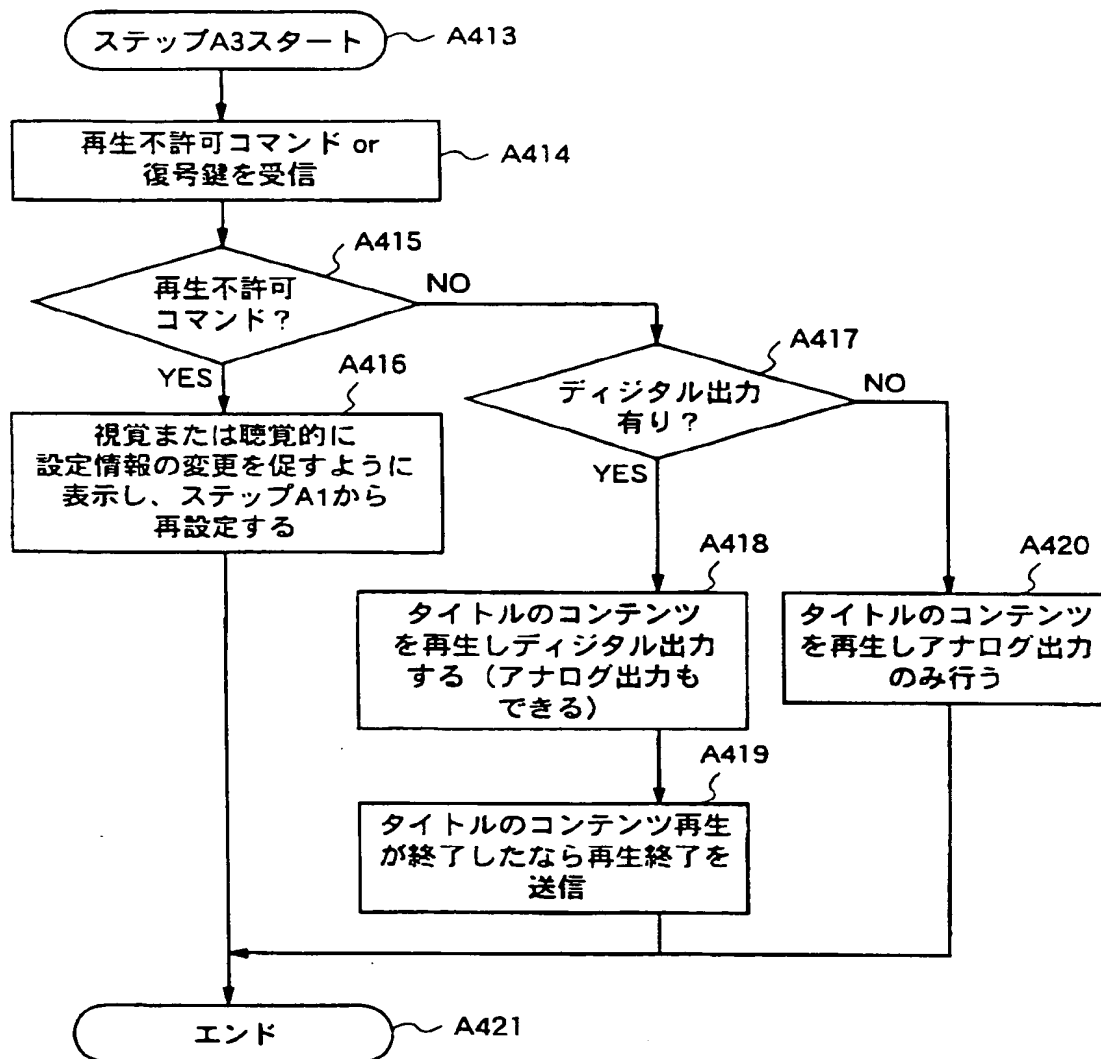 ステップA3スタート
A413
再生不許可コマンド or
復号鍵を受信
A414
A415
再生不許可
コマンド？
NO
YES
A416
視覚または聴覚的に
設定情報の変更を促すように
表示し、ステップA1から
再設定する
A417
ディジタル出力
有り？
NO
YES
A418
タイトルのコンテンツ
を再生しディジタル出力
する（アナログ出力も
できる）
A420
タイトルのコンテンツ
を再生しアナログ出力
のみ行う
A419
タイトルのコンテンツ再生
が終了したなら再生終了を
送信
エンド
A421